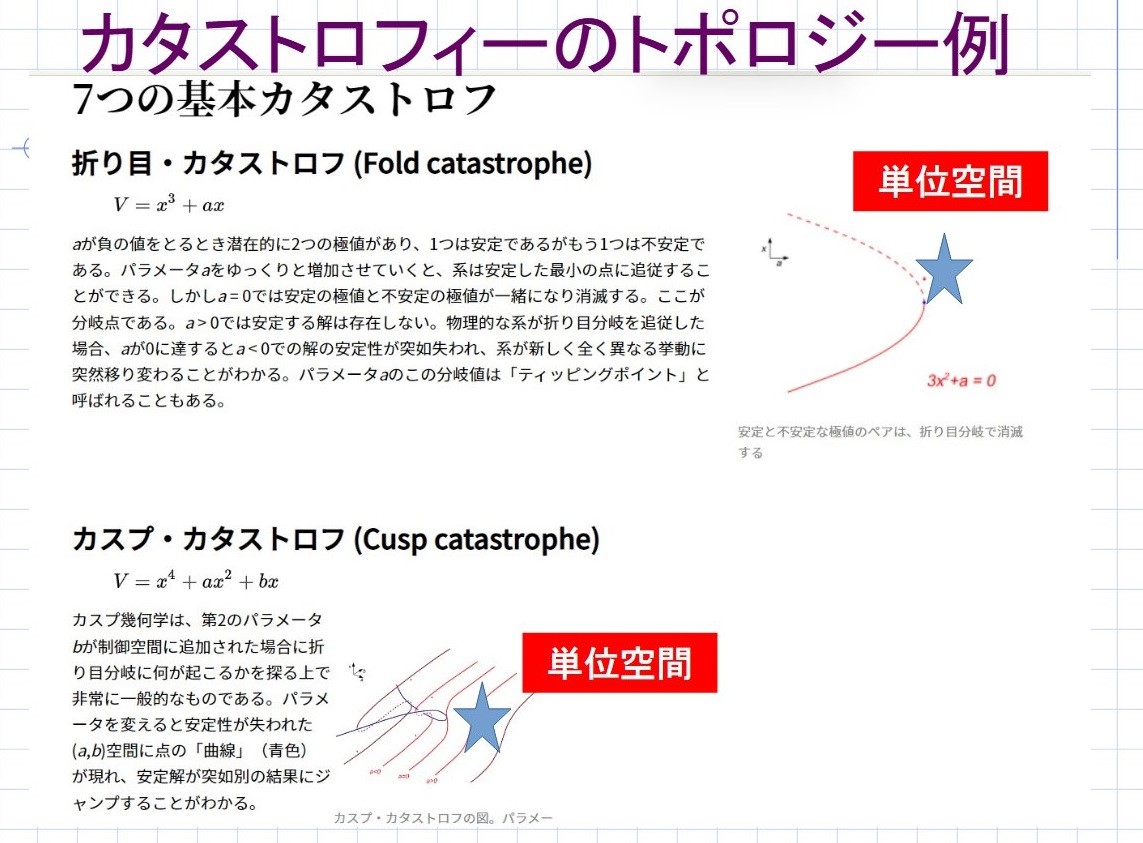 カタストロフィーのトポロジー例
7つの基本カタストロフ
折り目・カタストロフ (Fold catastrophe)
V = x³ + ax
aが負の値をとるとき潜在的に2つの極値があり、1つは安定であるがもう1つは不安定で
ある。パラメータaをゆっくりと増加させていくと、系は安定した最小の点に追従するこ
とができる。しかしa = 0では安定の極値と不安定の極値が一緒になり消滅する。ここが
分岐点である。a > 0では安定する解は存在しない。物理的な系が折り目分岐を追従した
場合、aが0に達するとa < 0での解の安定性が突如失われ、系が新しく全く異なる挙動に
突然移り変わることがわかる。パラメータaのこの分岐値は「ティッピングポイント」と
呼ばれることもある。
単位空間
x
a
3x²+a = 0
安定と不安定な極値のペアは、折り目分岐で消滅
する
カスプ・カタストロフ (Cusp catastrophe)
V = x⁴ + ax² + bx
カスプ幾何学は、第2のパラメータ
bが制御空間に追加された場合に折
り目分岐に何が起こるかを探る上で
非常に一般的なものである。パラメ
ータを変えると安定性が失われた
(a,b)空間に点の「曲線」（青色）
が現れ、安定解が突如別の結果にジ
ャンプすることがわかる。
単位空間
a<0
a=0
a>0
カスプ・カタストロフの図。パラメー